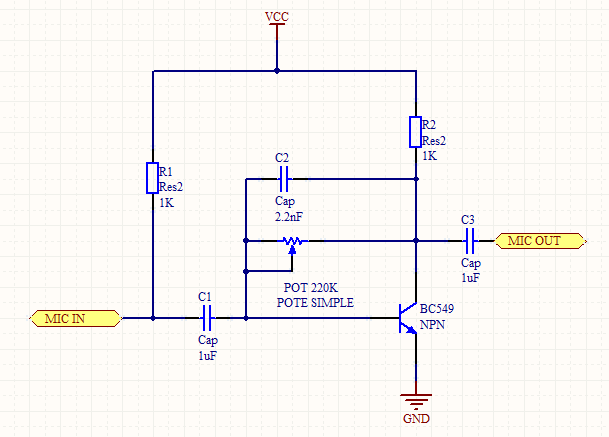 VCC
R2
Res2
1K
C2
Cap
2.2nF
R1
Res2
1K
C3
MIC OUT
Cap
1uF
POT 220K
POTE SIMPLE
C1
MIC IN
Cap
1uF
BC549
NPN
GND